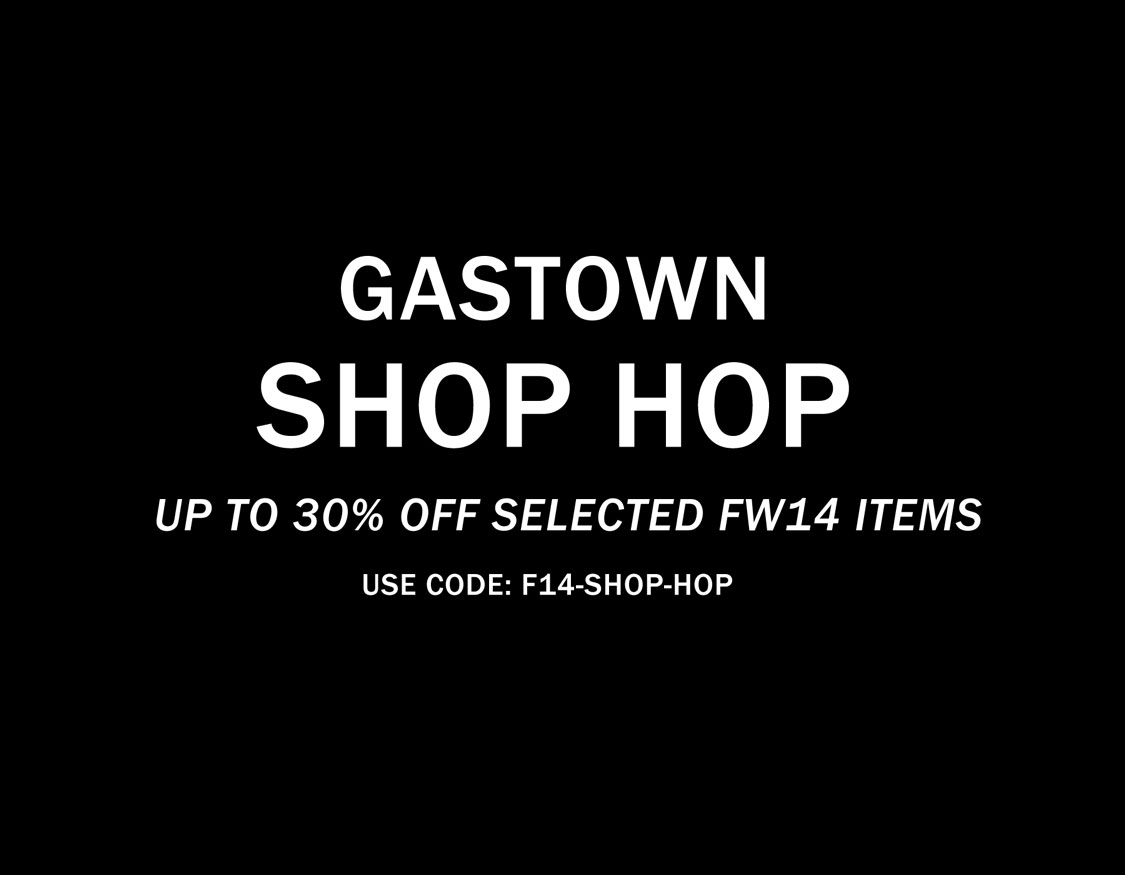 GASTOWN
SHOP HOP
UP TO 30% OFF SELECTED FW14 ITEMS
USE CODE: F14-SHOP-HOP